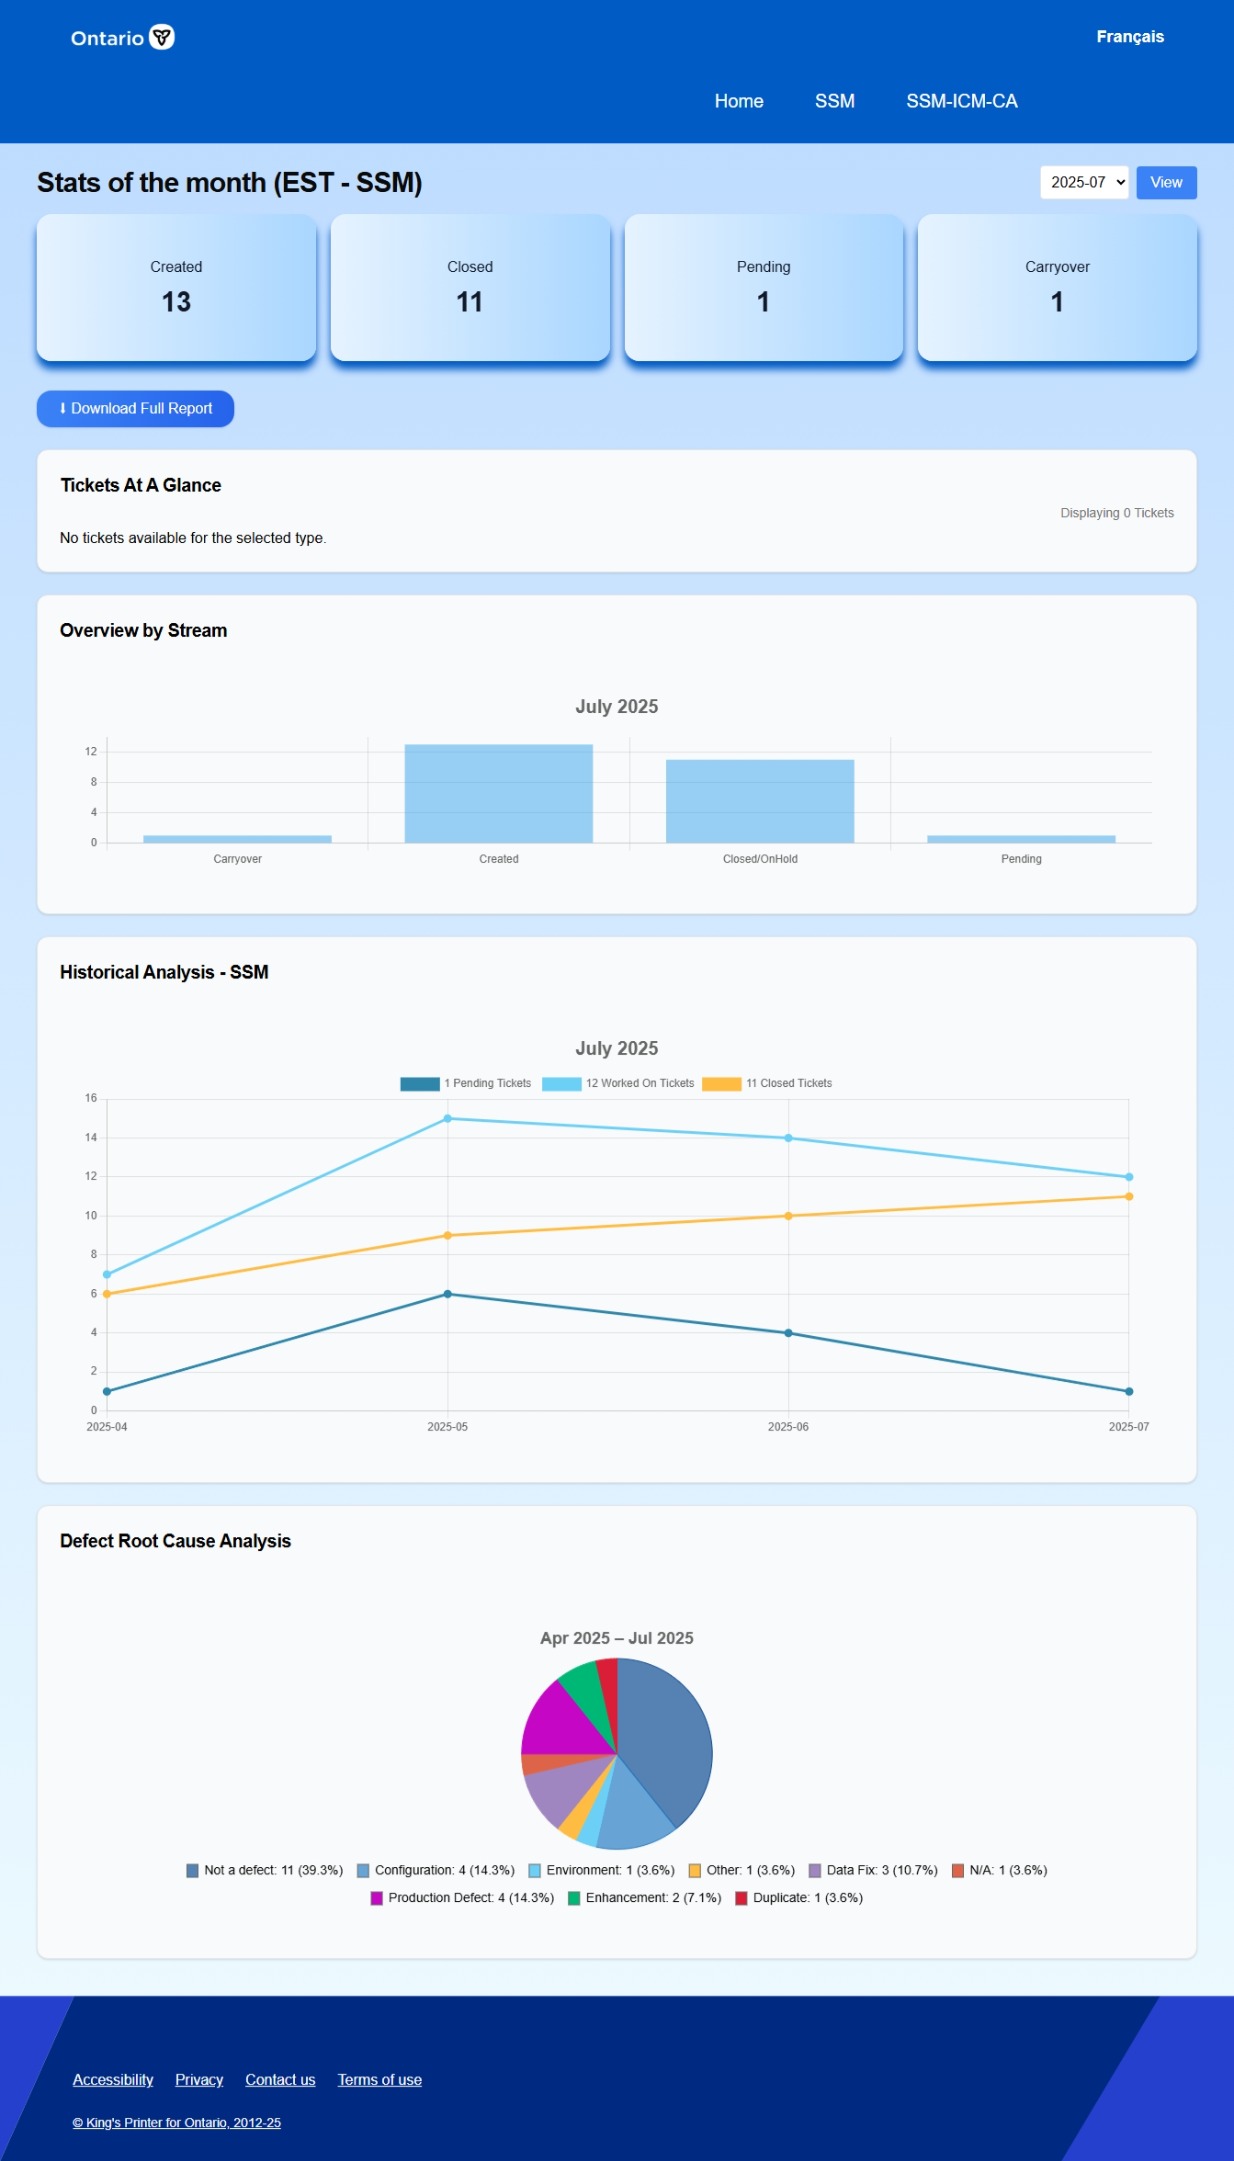 Ontario
Français
Home SSM SSM-ICM-CA
Stats of the month (EST - SSM)
2025-07 View
Created Closed Pending Carryover
13 11 1 1
⬇ Download Full Report
Tickets At A Glance
Displaying 0 Tickets
No tickets available for the selected type.
Overview by Stream
July 2025
12
8
4
0
Carryover Created Closed/OnHold Pending
Historical Analysis - SSM
July 2025
1 Pending Tickets 12 Worked On Tickets 11 Closed Tickets
16
14
12
10
8
6
4
2
0
2025-04 2025-05 2025-06 2025-07
Defect Root Cause Analysis
Apr 2025 – Jul 2025
Not a defect: 11 (39.3%) Configuration: 4 (14.3%) Environment: 1 (3.6%) Other: 1 (3.6%) Data Fix: 3 (10.7%) N/A: 1 (3.6%)
Production Defect: 4 (14.3%) Enhancement: 2 (7.1%) Duplicate: 1 (3.6%)
Accessibility Privacy Contact us Terms of use
© King's Printer for Ontario, 2012-25